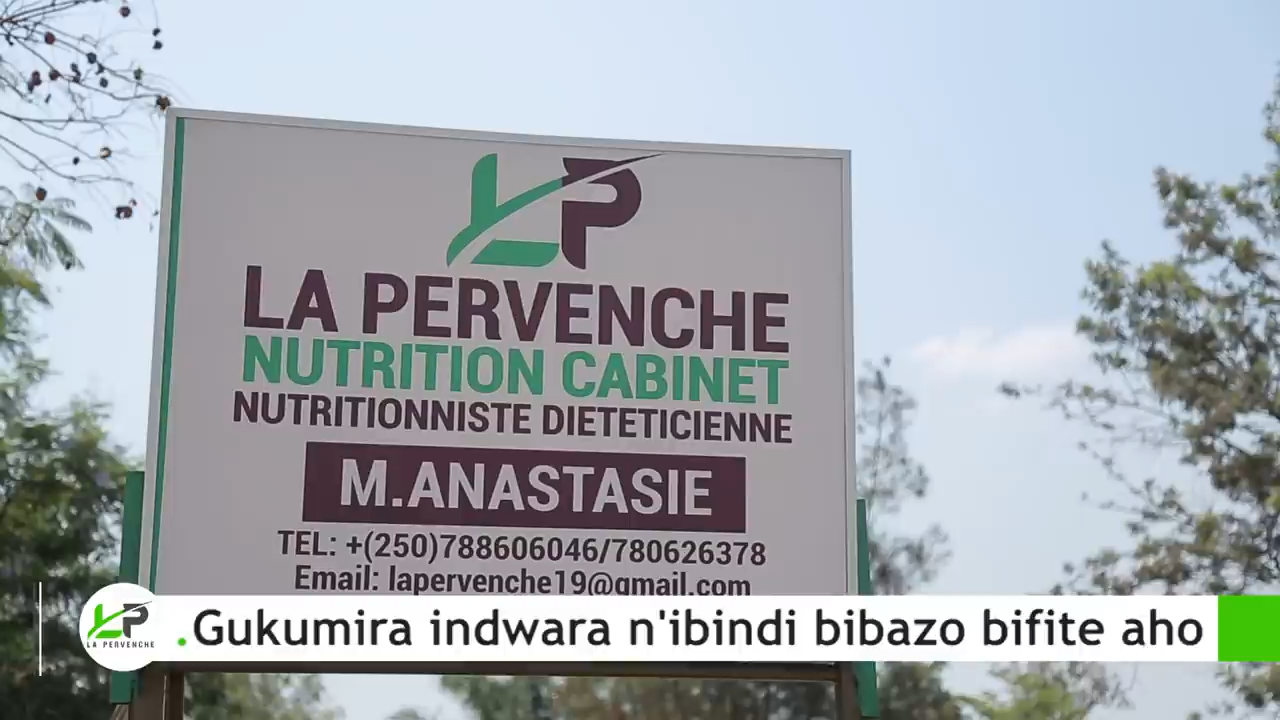 LP
LA PERVENCHE
NUTRITION CABINET
NUTRITIONNISTE DIETETICIENNE
M.ANASTASIE
TEL: +(250)788606046/780626378
Email: lapervenche19@gmail.com
LP
LA PERVENCHE
.Gukumira indwara n'ibindi bibazo bifite aho